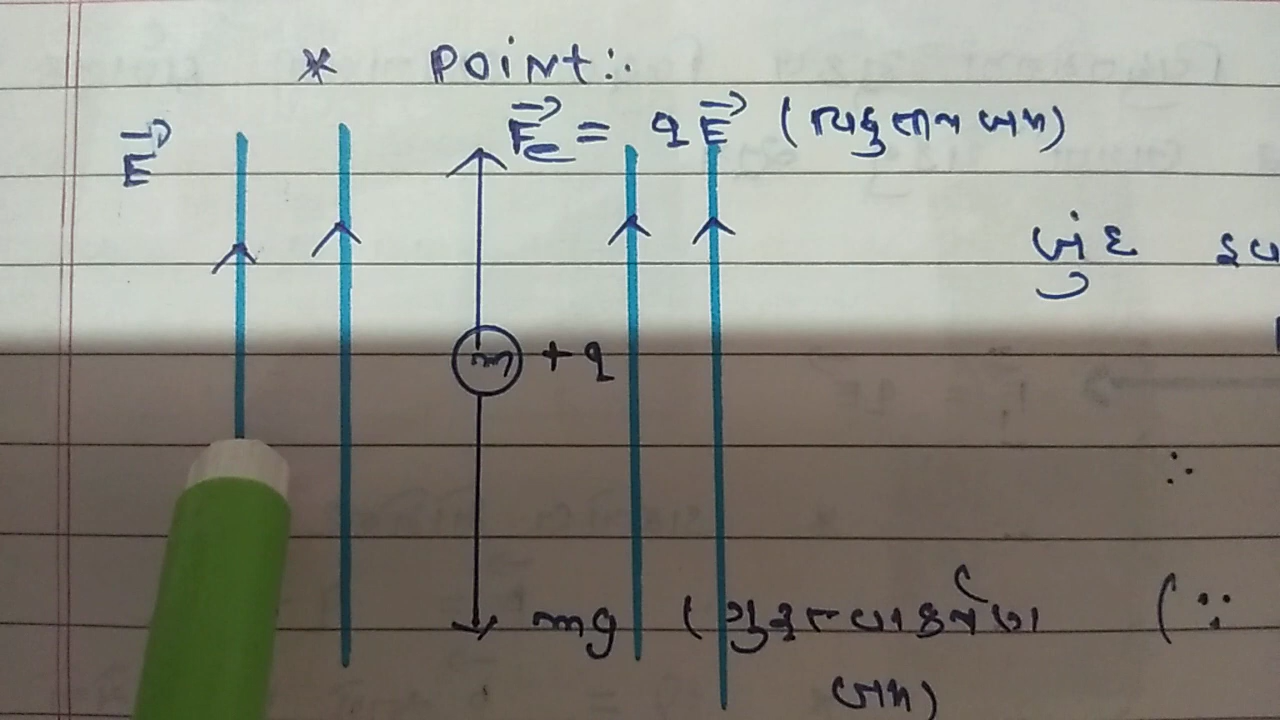 * POINT:.
E⃗
F⃗e = qE⃗ (વિદ્યુતીય બળ)
બુંદ
m + q
∴
mg (ગુરુત્વાકર્ષણ (∵
બળ)